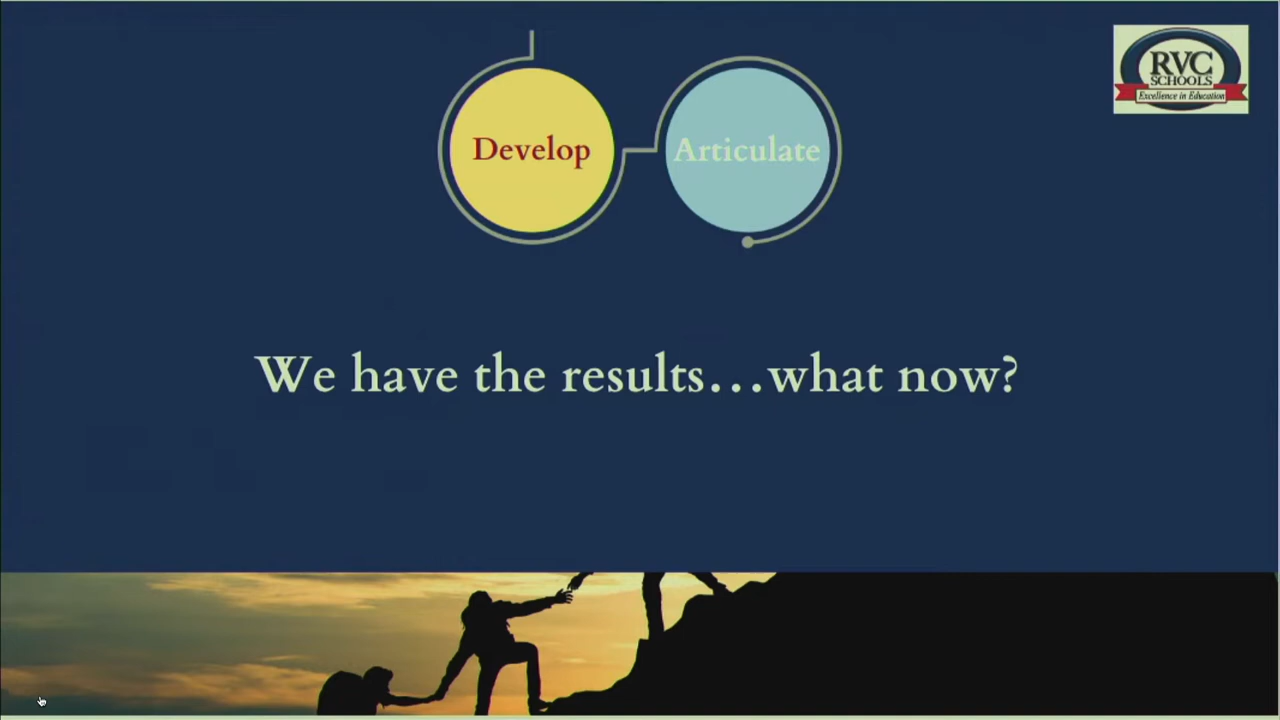 RVC
SCHOOLS
Excellence in Education
Develop
Articulate
We have the results...what now?